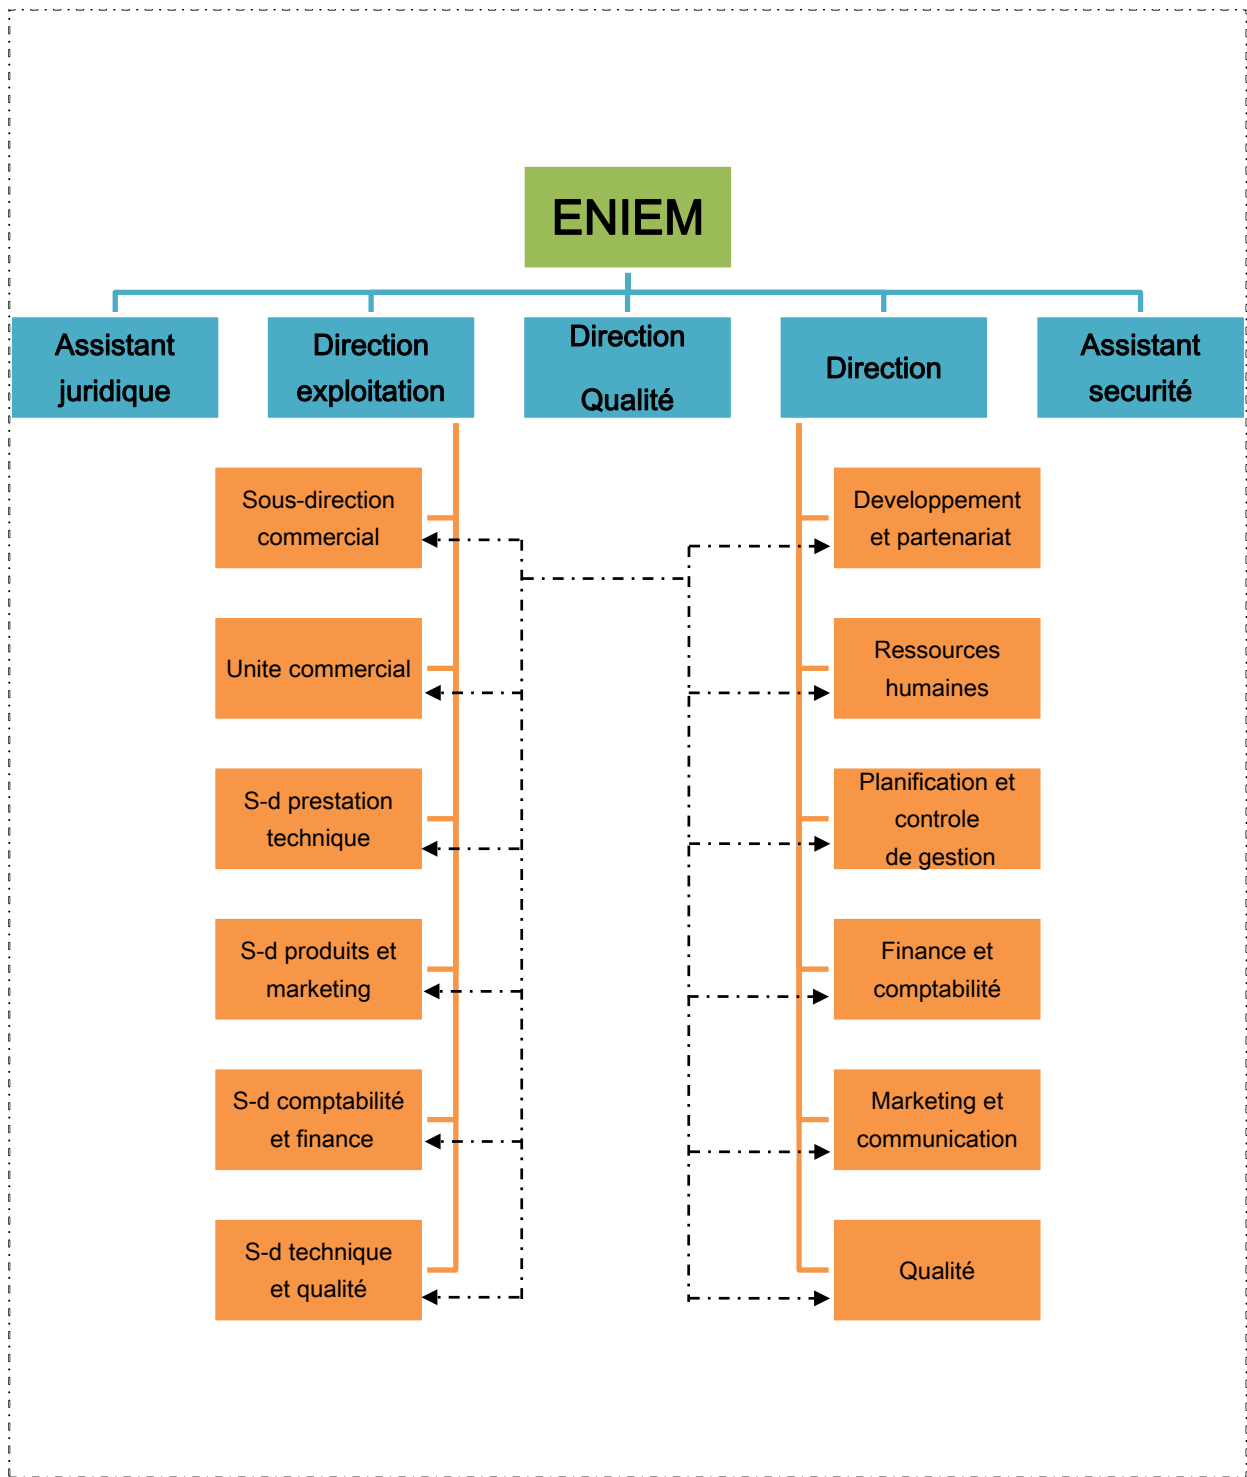 ENIEM
Assistant
juridique
Direction
exploitation
Direction
Qualité
Direction
Assistant
securité
Sous-direction
commercial
Unite commercial
S-d prestation
technique
S-d produits et
marketing
S-d comptabilité
et finance
S-d technique
et qualité
Developpement
et partenariat
Ressources
humaines
Planification et
controle
de gestion
Finance et
comptabilité
Marketing et
communication
Qualité